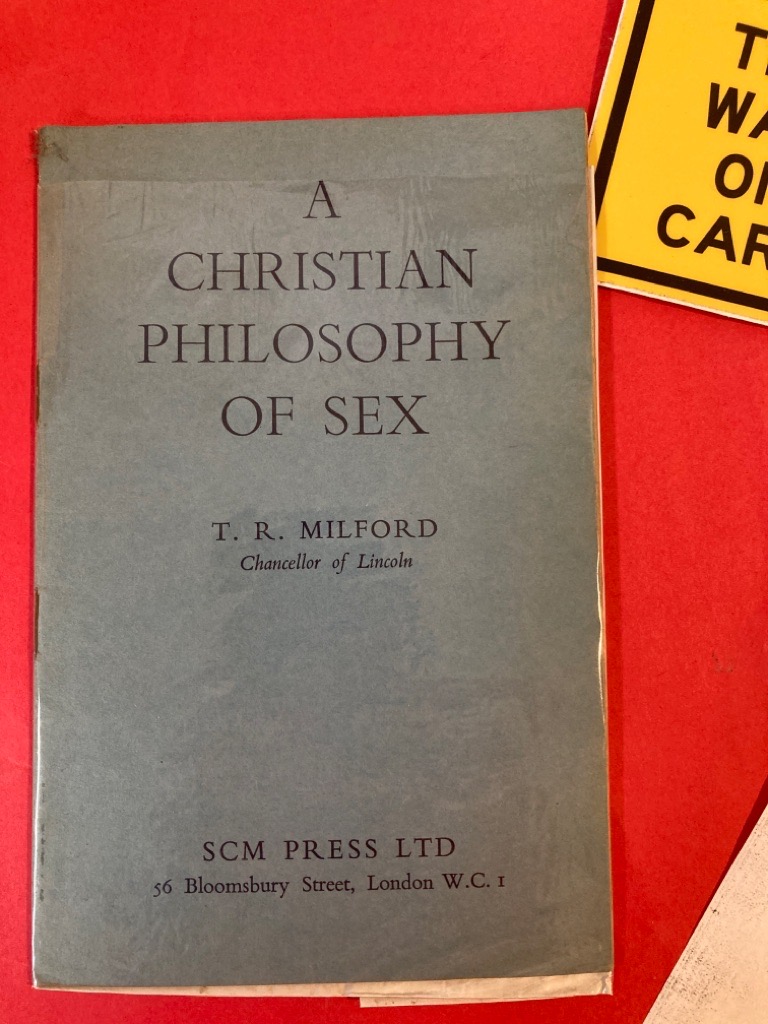 A
CHRISTIAN
PHILOSOPHY
OF SEX
T. R. MILFORD
Chancellor of Lincoln
SCM PRESS LTD
56 Bloomsbury Street, London W.C. 1